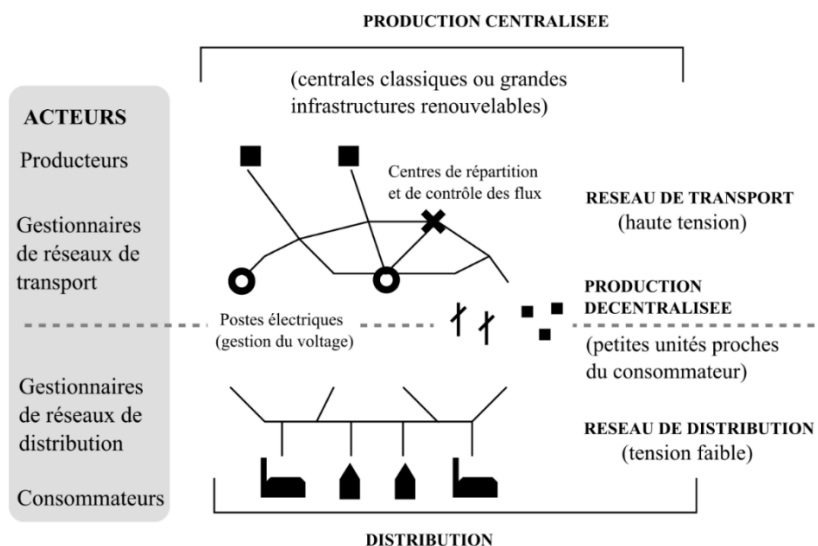 PRODUCTION CENTRALISEE
(centrales classiques ou grandes
infrastructures renouvelables)
ACTEURS
Producteurs
Gestionnaires
de réseaux de
transport
Gestionnaires
de réseaux de
distribution
Consommateurs
Centres de répartition
et de contrôle des flux
RESEAU DE TRANSPORT
(haute tension)
PRODUCTION
DECENTRALISEE
(petites unités proches
du consommateur)
Postes électriques
(gestion du voltage)
RESEAU DE DISTRIBUTION
(tension faible)
DISTRIBUTION